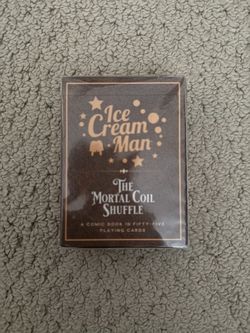 Ice
Cream
Man
The
Mortal Coil
Shuffle
A COMIC BOOK IN FIFTY-FIVE
PLAYING CARDS